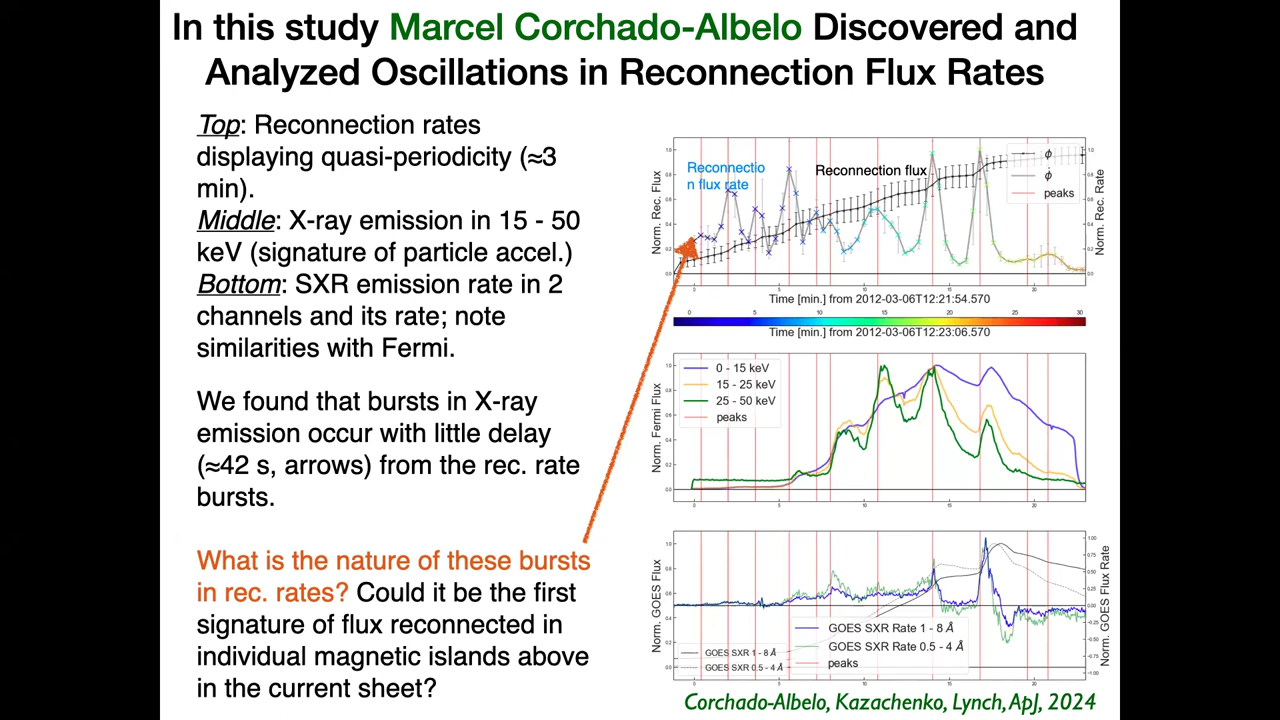 In this study Marcel Corchado-Albelo Discovered and
Analyzed Oscillations in Reconnection Flux Rates
Top: Reconnection rates
displaying quasi-periodicity (≈3
min).
Middle: X-ray emission in 15 - 50
keV (signature of particle accel.)
Bottom: SXR emission rate in 2
channels and its rate; note
similarities with Fermi.
We found that bursts in X-ray
emission occur with little delay
(≈42 s, arrows) from the rec. rate
bursts.
What is the nature of these bursts
in rec. rates? Could it be the first
signature of flux reconnected in
individual magnetic islands above
in the current sheet?
Reconnectio
n flux rate
Reconnection flux
ϕ
ϕ̇
peaks
Norm. Rec. Flux
Norm. Rec. Rate
Time [min.] from 2012-03-06T12:21:54.570
0 5 10 15 20 25 30
Time [min.] from 2012-03-06T12:23:06.570
0 - 15 keV
15 - 25 keV
25 - 50 keV
peaks
Norm. Fermi Flux
Norm. GOES Flux
Norm. GOES Flux Rate
GOES SXR Rate 1 - 8 Å
GOES SXR Rate 0.5 - 4 Å
peaks
GOES SXR 1 - 8 Å
GOES SXR 0.5 - 4 Å
Corchado-Albelo, Kazachenko, Lynch, ApJ, 2024